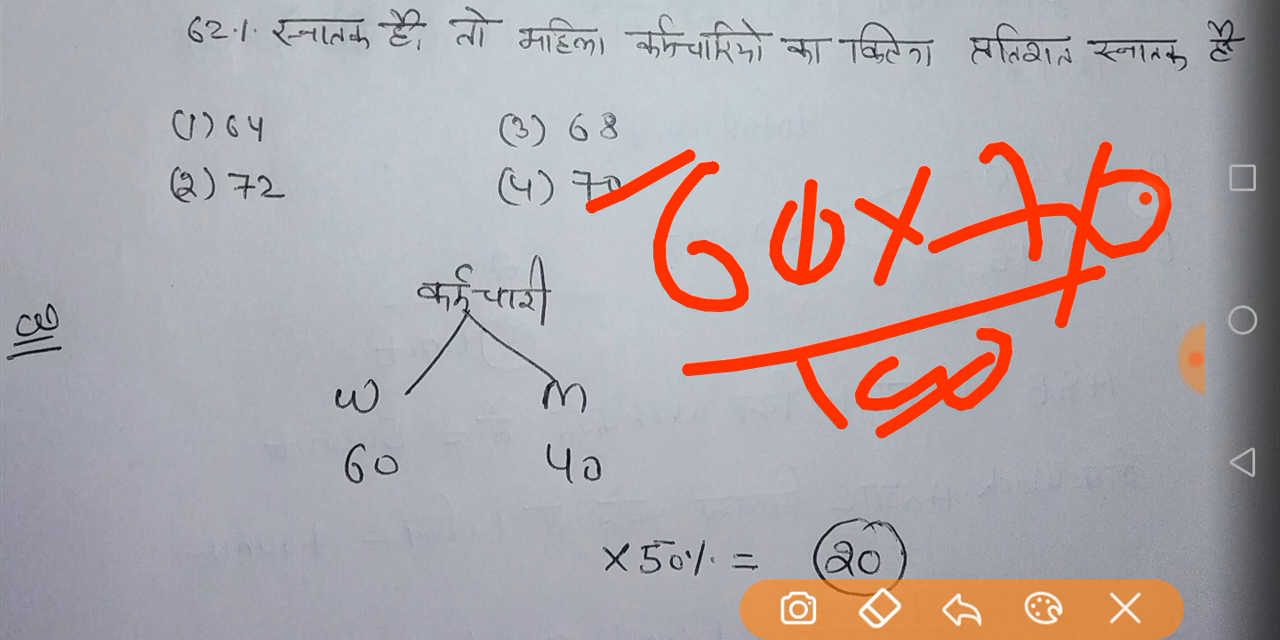 62%. स्नातक है, तो महिला कर्मचारियो का कितना प्रतिशत स्नातक है
(1) 64
(3) 68
(2) 72
(4) 70
60 x 70
100
कर्मचारी
W
M
60
40
x 50% = 20